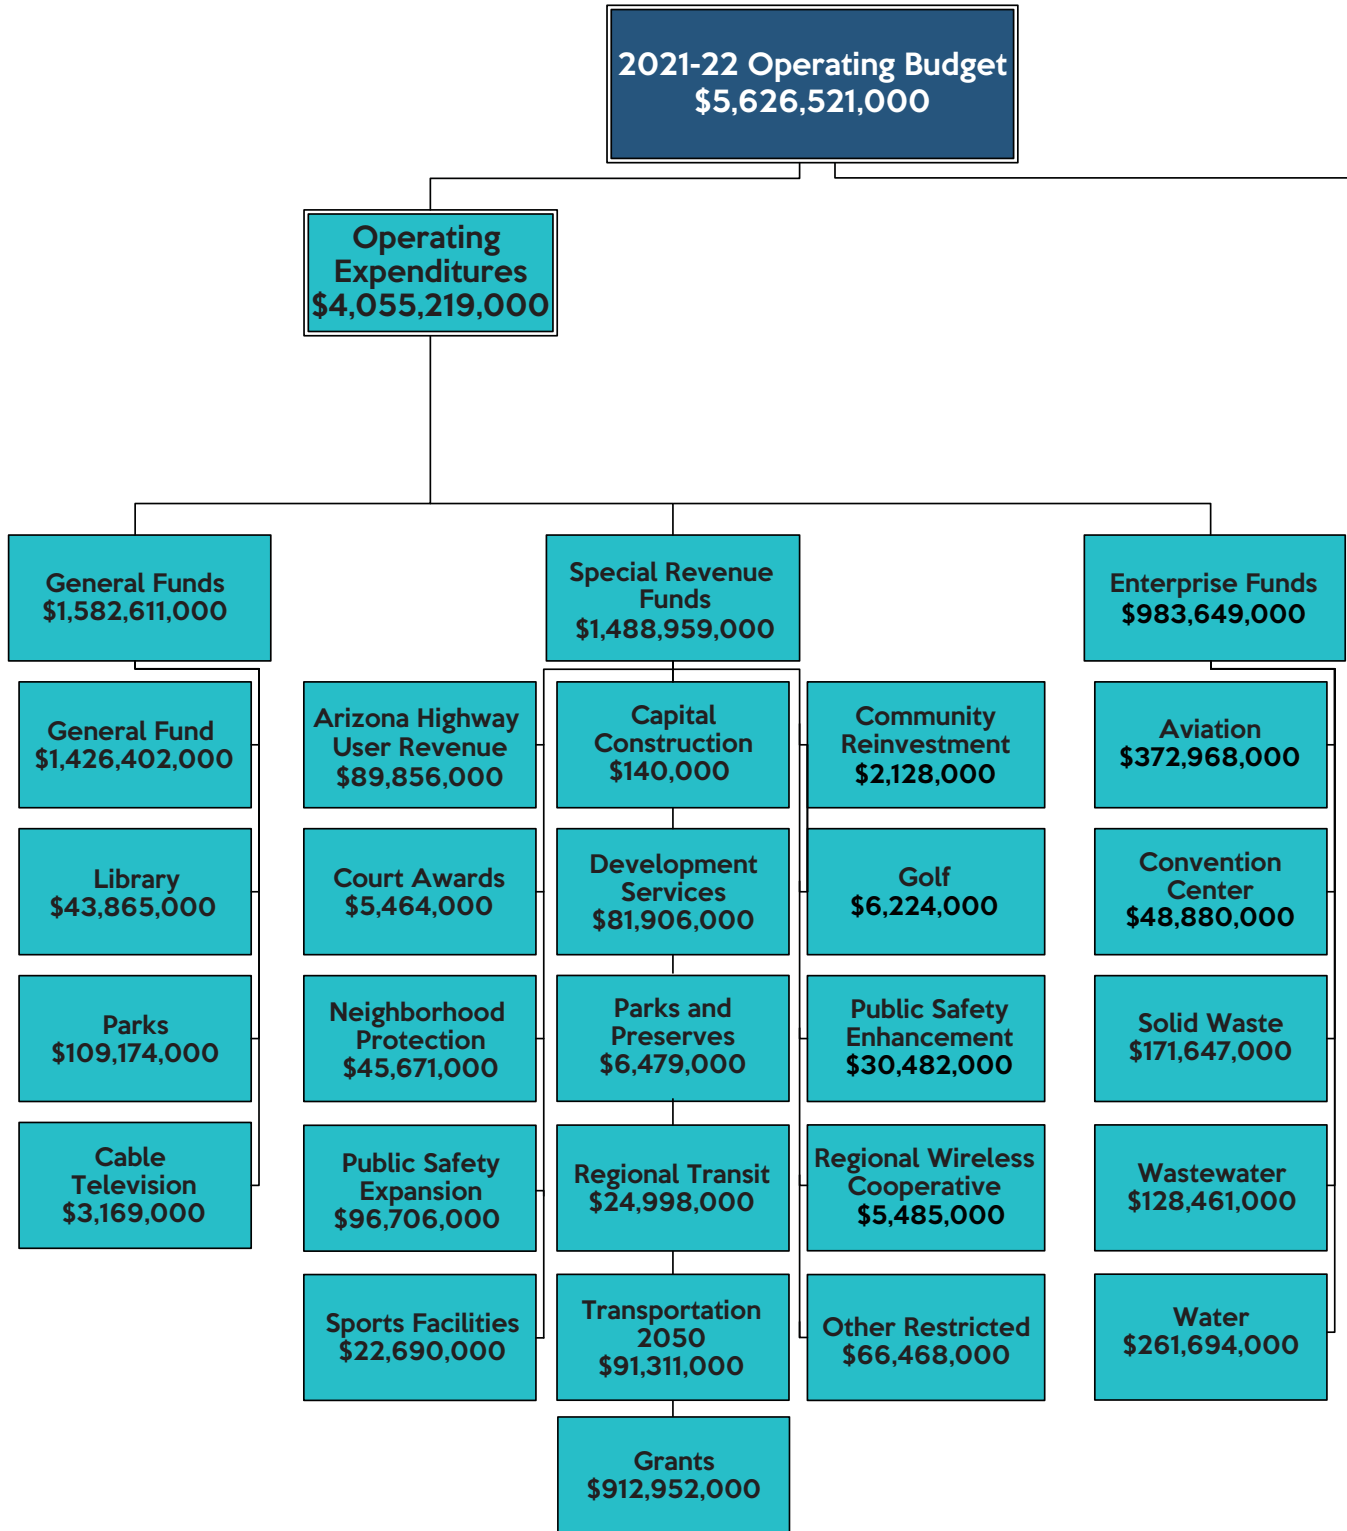 2021-22 Operating Budget
$5,626,521,000
Operating
Expenditures
$4,055,219,000
General Funds
$1,582,611,000
Special Revenue
Funds
$1,488,959,000
Enterprise Funds
$983,649,000
General Fund
$1,426,402,000
Library
$43,865,000
Parks
$109,174,000
Cable
Television
$3,169,000
Arizona Highway
User Revenue
$89,856,000
Court Awards
$5,464,000
Neighborhood
Protection
$45,671,000
Public Safety
Expansion
$96,706,000
Sports Facilities
$22,690,000
Capital
Construction
$140,000
Development
Services
$81,906,000
Parks and
Preserves
$6,479,000
Regional Transit
$24,998,000
Transportation
2050
$91,311,000
Grants
$912,952,000
Community
Reinvestment
$2,128,000
Golf
$6,224,000
Public Safety
Enhancement
$30,482,000
Regional Wireless
Cooperative
$5,485,000
Other Restricted
$66,468,000
Aviation
$372,968,000
Convention
Center
$48,880,000
Solid Waste
$171,647,000
Wastewater
$128,461,000
Water
$261,694,000